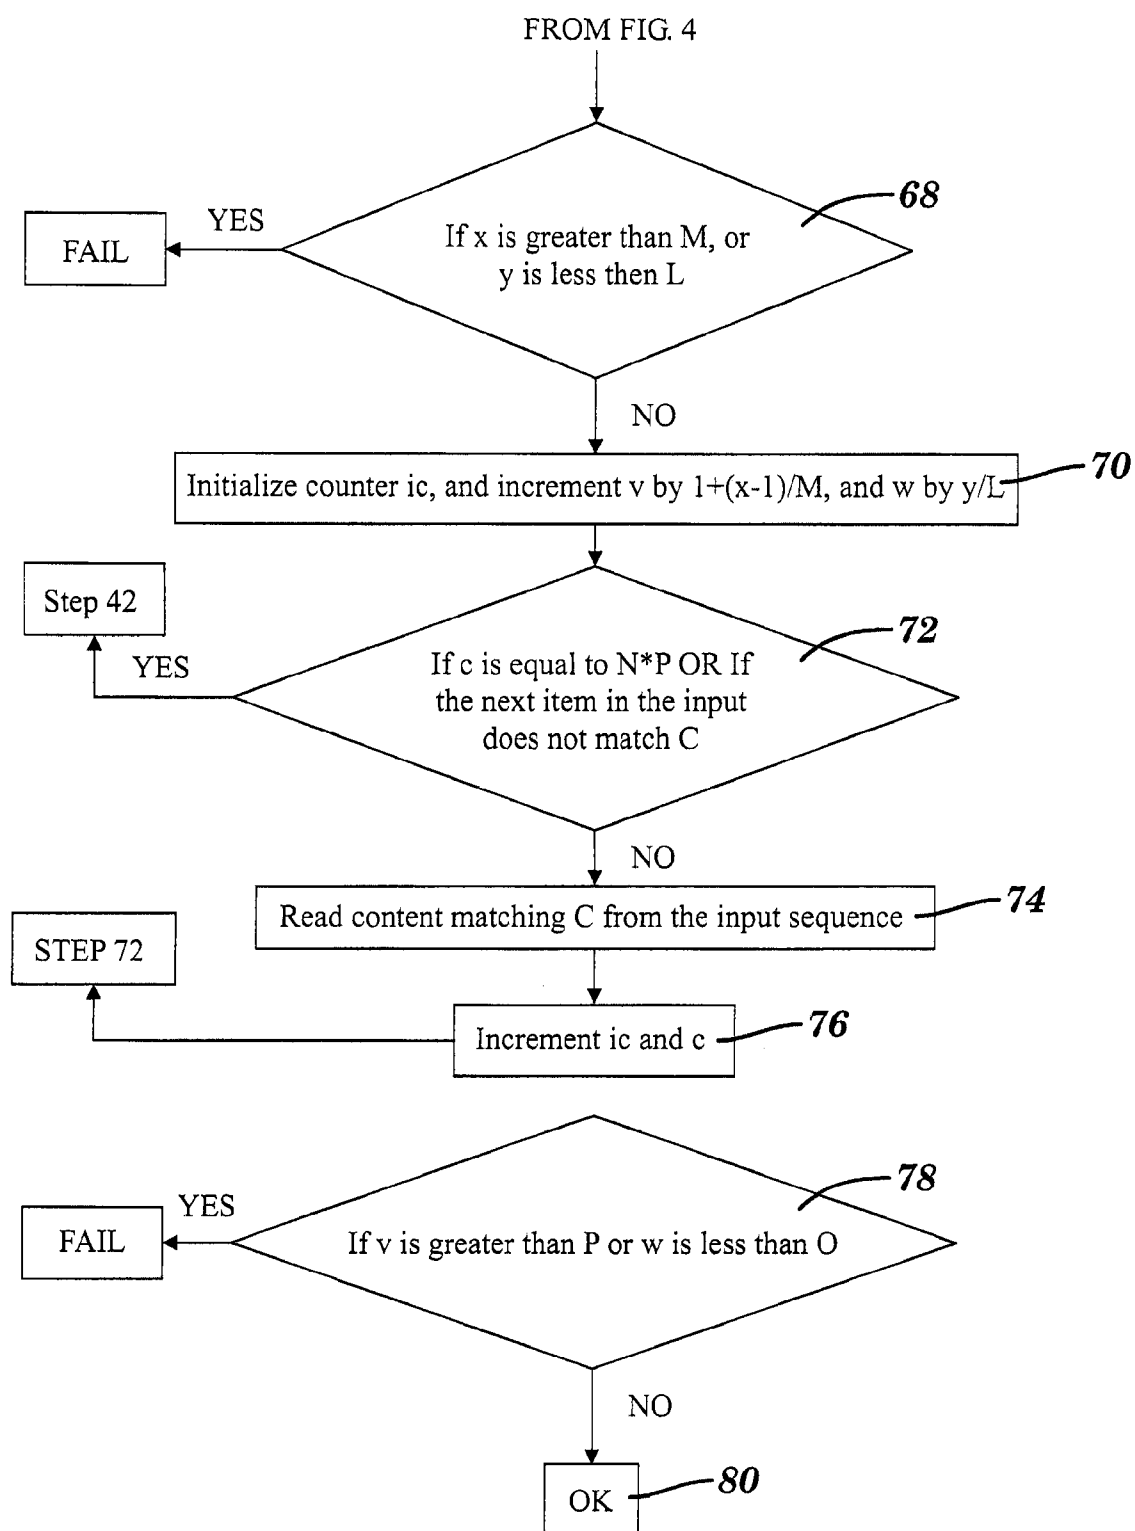 FROM FIG. 4
68
YES
FAIL
If x is greater than M, or
y is less then L
NO
70
Initialize counter ic, and increment v by 1+(x-1)/M, and w by y/L
Step 42
YES
72
If c is equal to N*P OR If
the next item in the input
does not match C
NO
74
Read content matching C from the input sequence
STEP 72
76
Increment ic and c
78
YES
FAIL
If v is greater than P or w is less than O
NO
80
OK